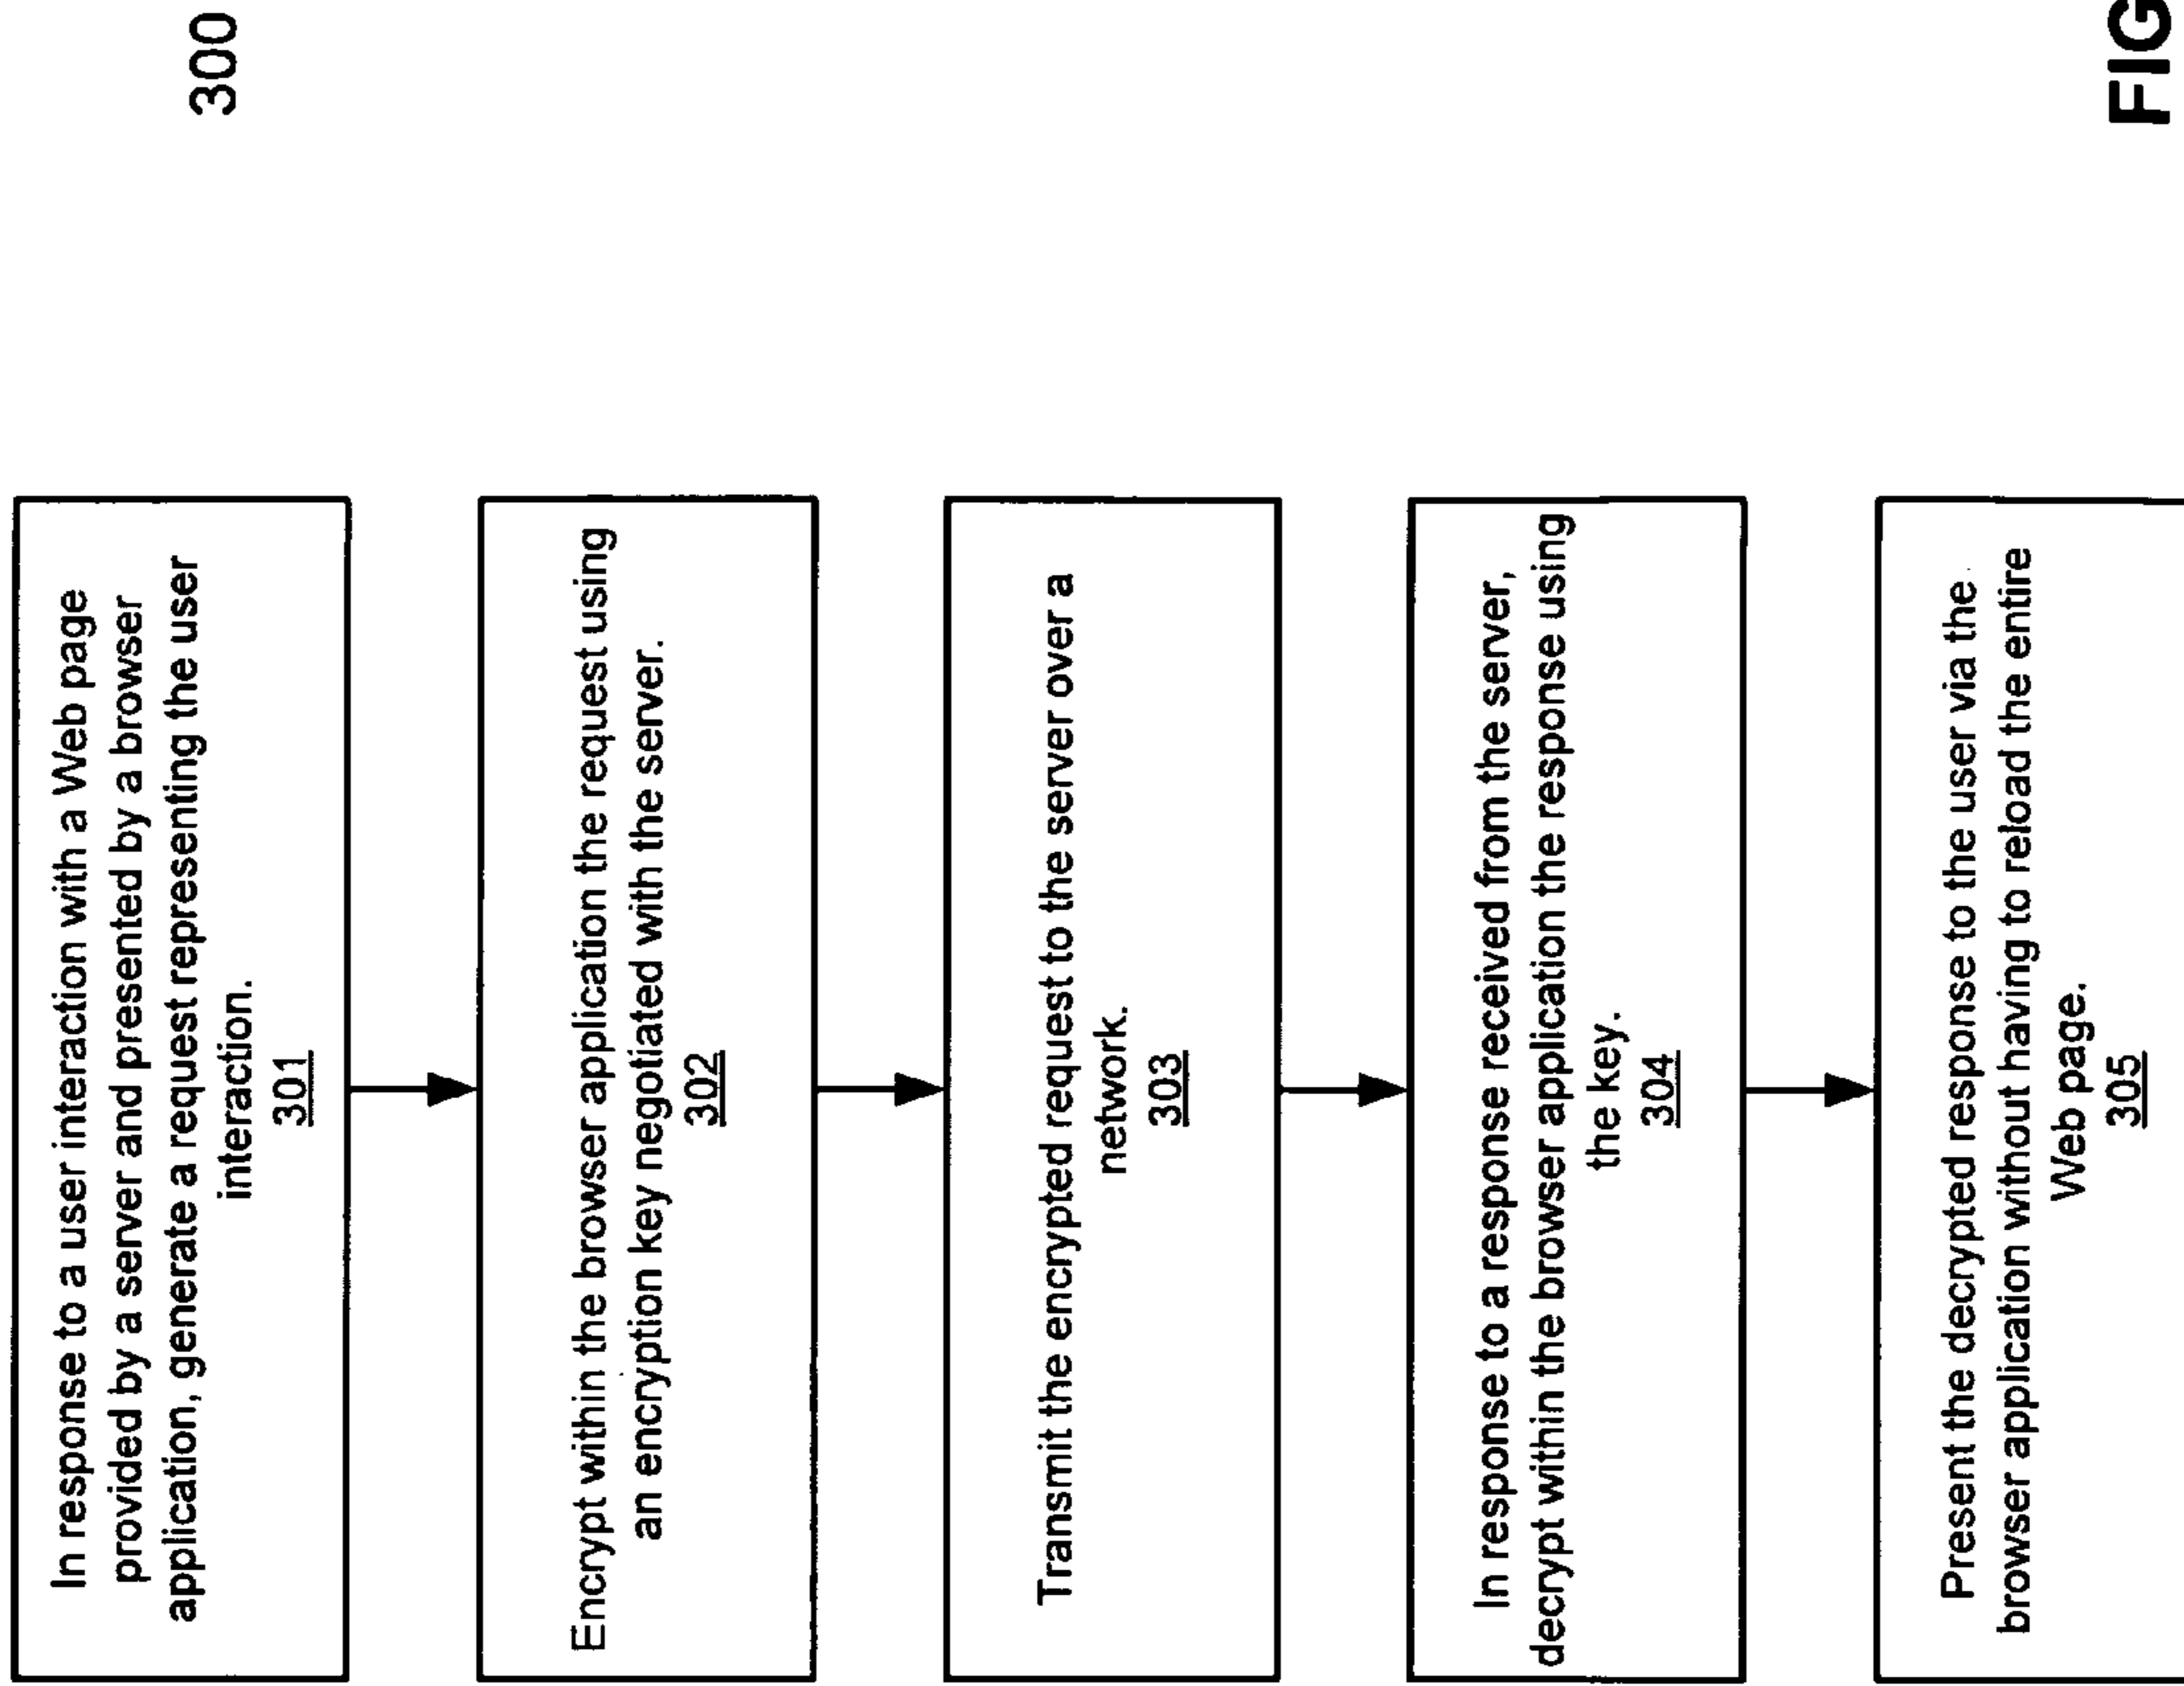 300
In response to a user interaction with a Web page
provided by a server and presented by a browser
application, generate a request representing the user
interaction.
301
Encrypt within the browser application the request using
an encryption key negotiated with the server.
302
Transmit the encrypted request to the server over a
network.
303
In response to a response received from the server,
decrypt within the browser application the response using
the key.
304
Present the decrypted response to the user via the
browser application without having to reload the entire
Web page.
305
FIG